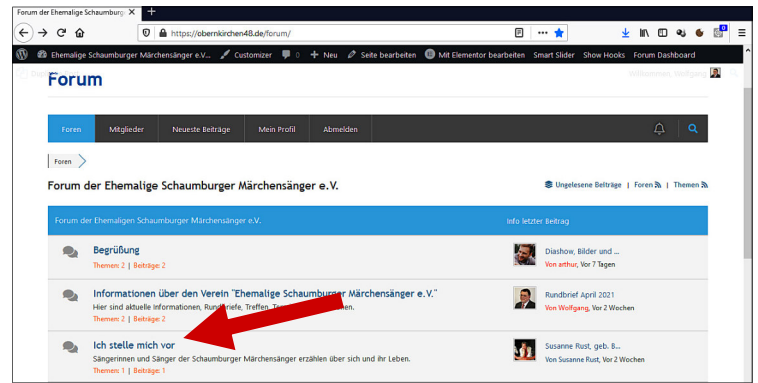 Forum der Ehemalige Schaumburg
https://obernkirchen48.de/forum/
Ehemalige Schaumburger Märchensänger e.V... Customizer 0 Neu Seite bearbeiten Mit Elementor bearbeiten Smart Slider Show Hooks Forum Dashboard
Willkommen, Wolfgang
Forum
Foren Mitglieder Neueste Beiträge Mein Profil Abmelden
Foren
Forum der Ehemalige Schaumburger Märchensänger e.V. Ungelesene Beiträge | Foren | Themen
Forum der Ehemaligen Schaumburger Märchensänger e.V. Info letzter Beitrag
Begrüßung Diashow, Bilder und ...
Themen: 2 | Beiträge: 2 Von arthur, Vor 7 Tagen
Informationen über den Verein "Ehemalige Schaumburger Märchensänger e.V." Rundbrief April 2021
Hier sind aktuelle Informationen, Treffen, Von Wolfgang, Vor 2 Wochen
Themen: 2 | Beiträge: 2
Ich stelle mich vor Susanne Rust, geb. B...
Sängerinnen und Sänger der Schaumburger Märchensänger erzählen über sich und ihr Leben. Von Susanne Rust, Vor 2 Wochen
Themen: 1 | Beiträge: 1